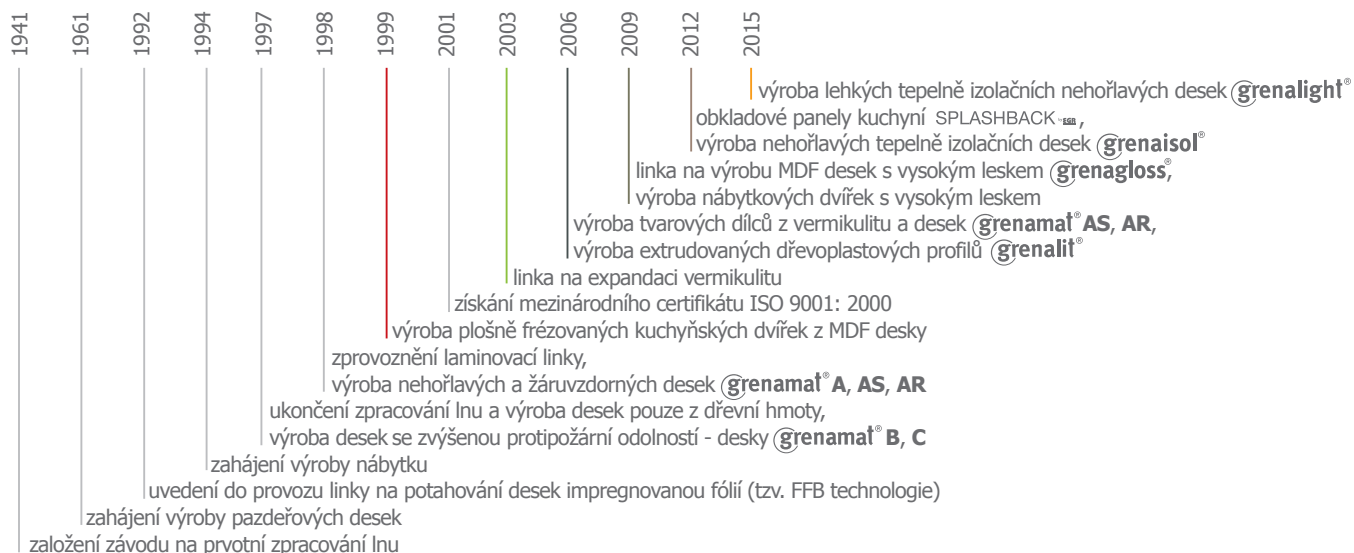 1941 1961 1992 1994 1997 1998 1999 2001 2003 2006 2009 2012 2015
výroba lehkých tepelně izolačních nehořlavých desek grenalight®
obkladové panely kuchyní SPLASHBACK by EGR,
výroba nehořlavých tepelně izolačních desek grenaisol®
linka na výrobu MDF desek s vysokým leskem grenagloss®,
výroba nábytkových dvířek s vysokým leskem
výroba tvarových dílců z vermikulitu a desek grenamat® AS, AR,
výroba extrudovaných dřevoplastových profilů grenalit®
linka na expandaci vermikulitu
získání mezinárodního certifikátu ISO 9001: 2000
výroba plošně frézovaných kuchyňských dvířek z MDF desky
zprovoznění laminovací linky,
výroba nehořlavých a žáruvzdorných desek grenamat® A, AS, AR
ukončení zpracování lnu a výroba desek pouze z dřevní hmoty,
výroba desek se zvýšenou protipožární odolností - desky grenamat® B, C
zahájení výroby nábytku
uvedení do provozu linky na potahování desek impregnovanou fólií (tzv. FFB technologie)
zahájení výroby pazdeřových desek
založení závodu na prvotní zpracování lnu